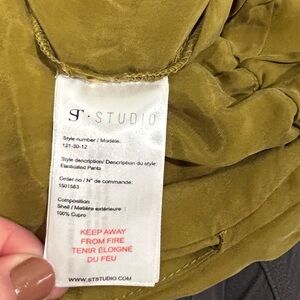 ST · STUDIO
Style number / Modèle:
121-30-12
Style description/ Description du style:
Elasticated Pants
Order no / N° de commande:
1501583
Composition
Shell / Matière extérieure :
100% Cupro
KEEP AWAY
FROM FIRE
TENIR ÉLOIGNÉ
DU FEU
WWW.STSTUDIO.COM